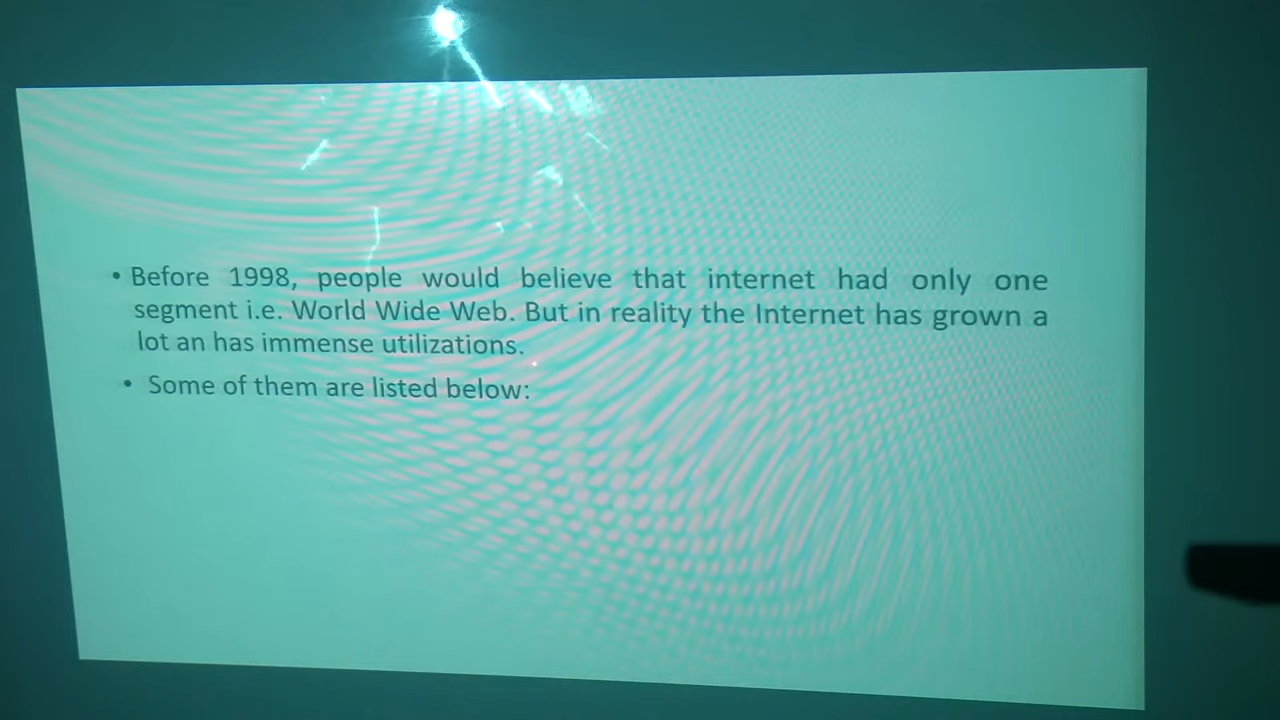 • Before 1998, people would believe that internet had only one
segment i.e. World Wide Web. But in reality the Internet has grown a
lot an has immense utilizations.
• Some of them are listed below: